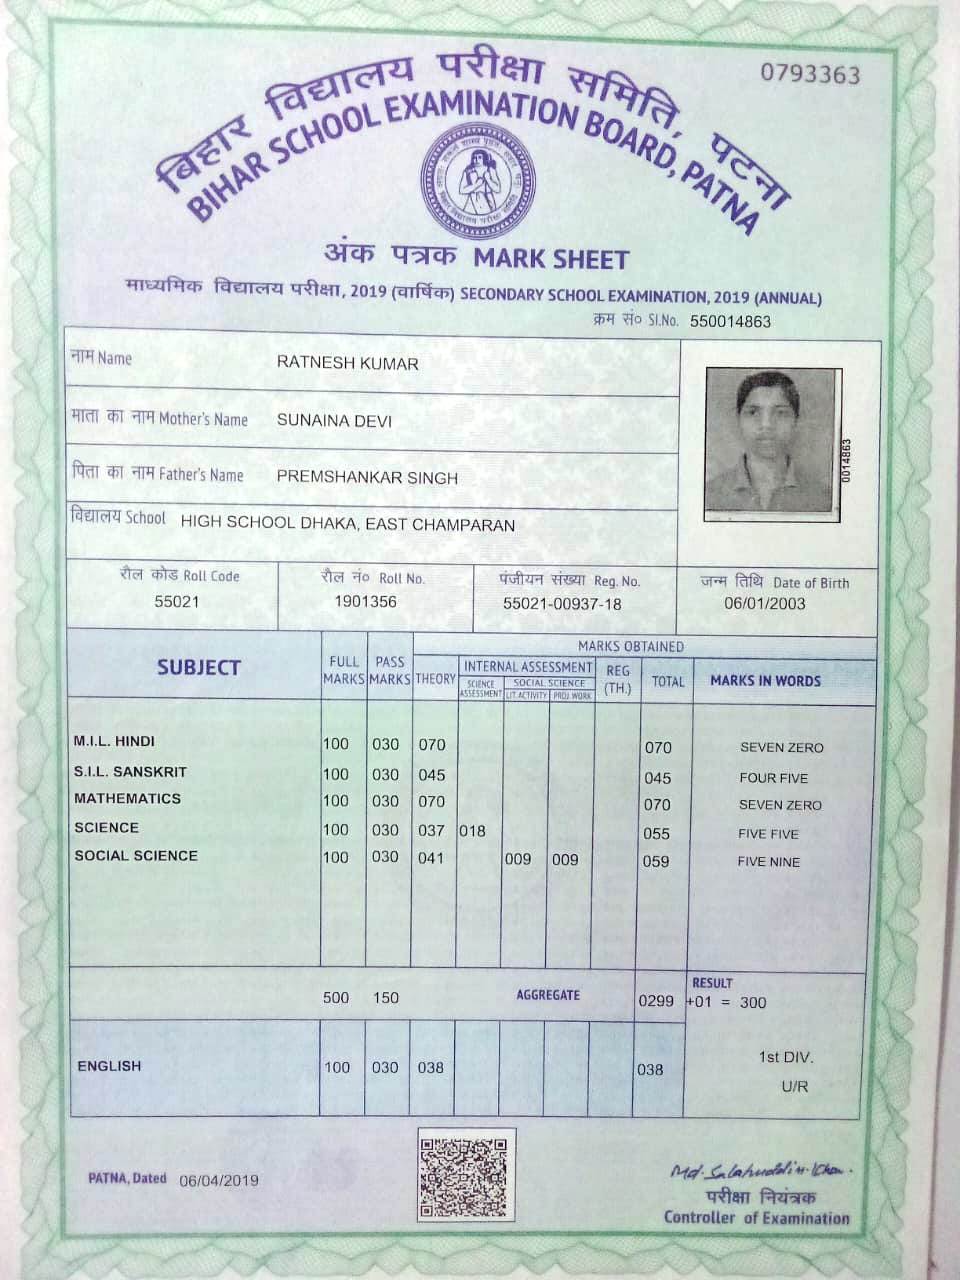 0793363
बिहार विद्यालय परीक्षा समिति, पटना
BIHAR SCHOOL EXAMINATION BOARD, PATNA
अंक पत्रक MARK SHEET
माध्यमिक विद्यालय परीक्षा, 2019 (वार्षिक) SECONDARY SCHOOL EXAMINATION, 2019 (ANNUAL)
क्रम सं० Sl.No. 550014863
नाम Name RATNESH KUMAR
माता का नाम Mother's Name SUNAINA DEVI
पिता का नाम Father's Name PREMSHANKAR SINGH
विद्यालय School HIGH SCHOOL DHAKA, EAST CHAMPARAN
0014863
रौल कोड Roll Code रौल नं० Roll No. पंजीयन संख्या Reg. No. जन्म तिथि Date of Birth
55021 1901356 55021-00937-18 06/01/2003
SUBJECT FULL MARKS PASS MARKS MARKS OBTAINED
THEORY INTERNAL ASSESSMENT REG (TH.) TOTAL MARKS IN WORDS
SCIENCE ASSESSMENT SOCIAL SCIENCE
LIT.ACTIVITY PROJ.WORK
M.I.L. HINDI 100 030 070 070 SEVEN ZERO
S.I.L. SANSKRIT 100 030 045 045 FOUR FIVE
MATHEMATICS 100 030 070 070 SEVEN ZERO
SCIENCE 100 030 037 018 055 FIVE FIVE
SOCIAL SCIENCE 100 030 041 009 009 059 FIVE NINE
500 150 AGGREGATE 0299 RESULT
+01 = 300
ENGLISH 100 030 038 038 1st DIV.
U/R
PATNA, Dated 06/04/2019
Md. Salahuddin Khan.
परीक्षा नियंत्रक
Controller of Examination